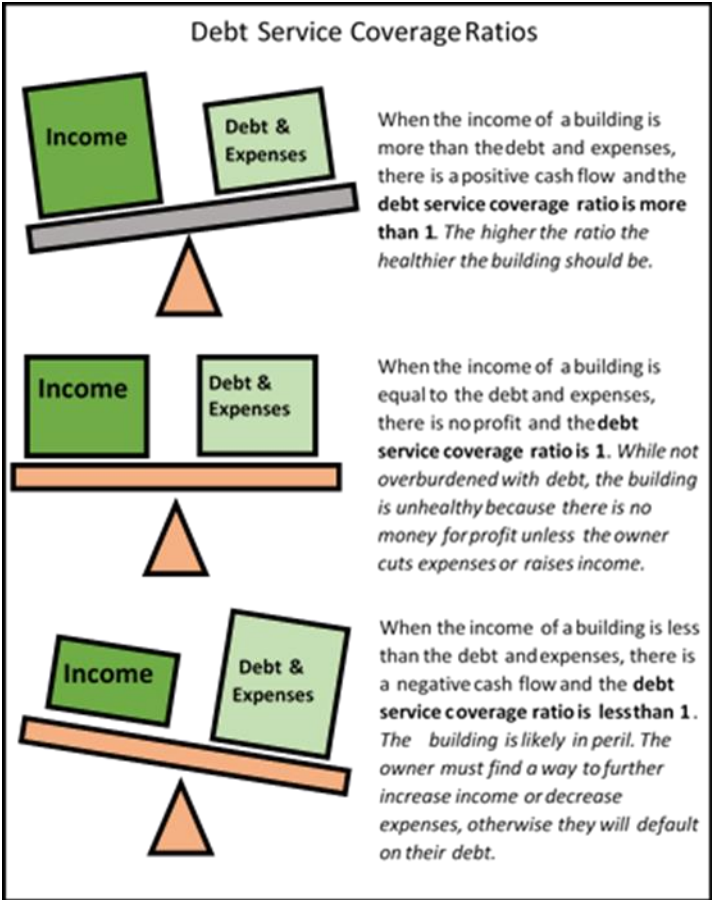 Debt Service Coverage Ratios
Income
Debt &
Expenses
When the income of a building is
more than the debt and expenses,
there is a positive cash flow and the
debt service coverage ratio is more
than 1. The higher the ratio the
healthier the building should be.
Income
Debt &
Expenses
When the income of a building is
equal to the debt and expenses,
there is no profit and the debt
service coverage ratio is 1. While not
overburdened with debt, the building
is unhealthy because there is no
money for profit unless the owner
cuts expenses or raises income.
Income
Debt &
Expenses
When the income of a building is less
than the debt and expenses, there is
a negative cash flow and the debt
service coverage ratio is less than 1.
The building is likely in peril. The
owner must find a way to further
increase income or decrease
expenses, otherwise they will default
on their debt.